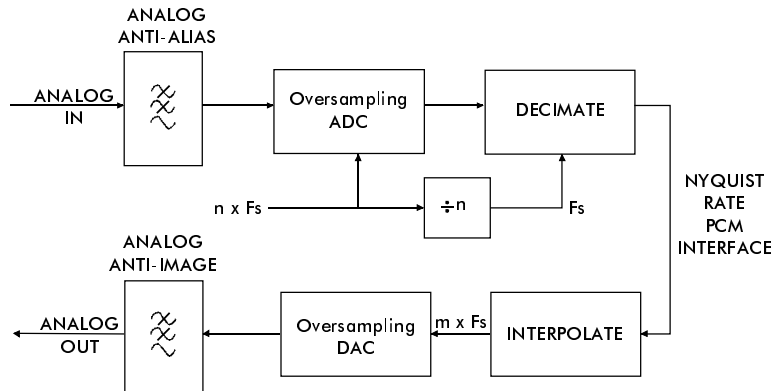 ANALOG
ANTI-ALIAS
ANALOG
IN
Oversampling
ADC
DECIMATE
n x Fs
÷n
Fs
NYQUIST
RATE
PCM
INTERFACE
ANALOG
ANTI-IMAGE
ANALOG
OUT
Oversampling
DAC
m x Fs
INTERPOLATE